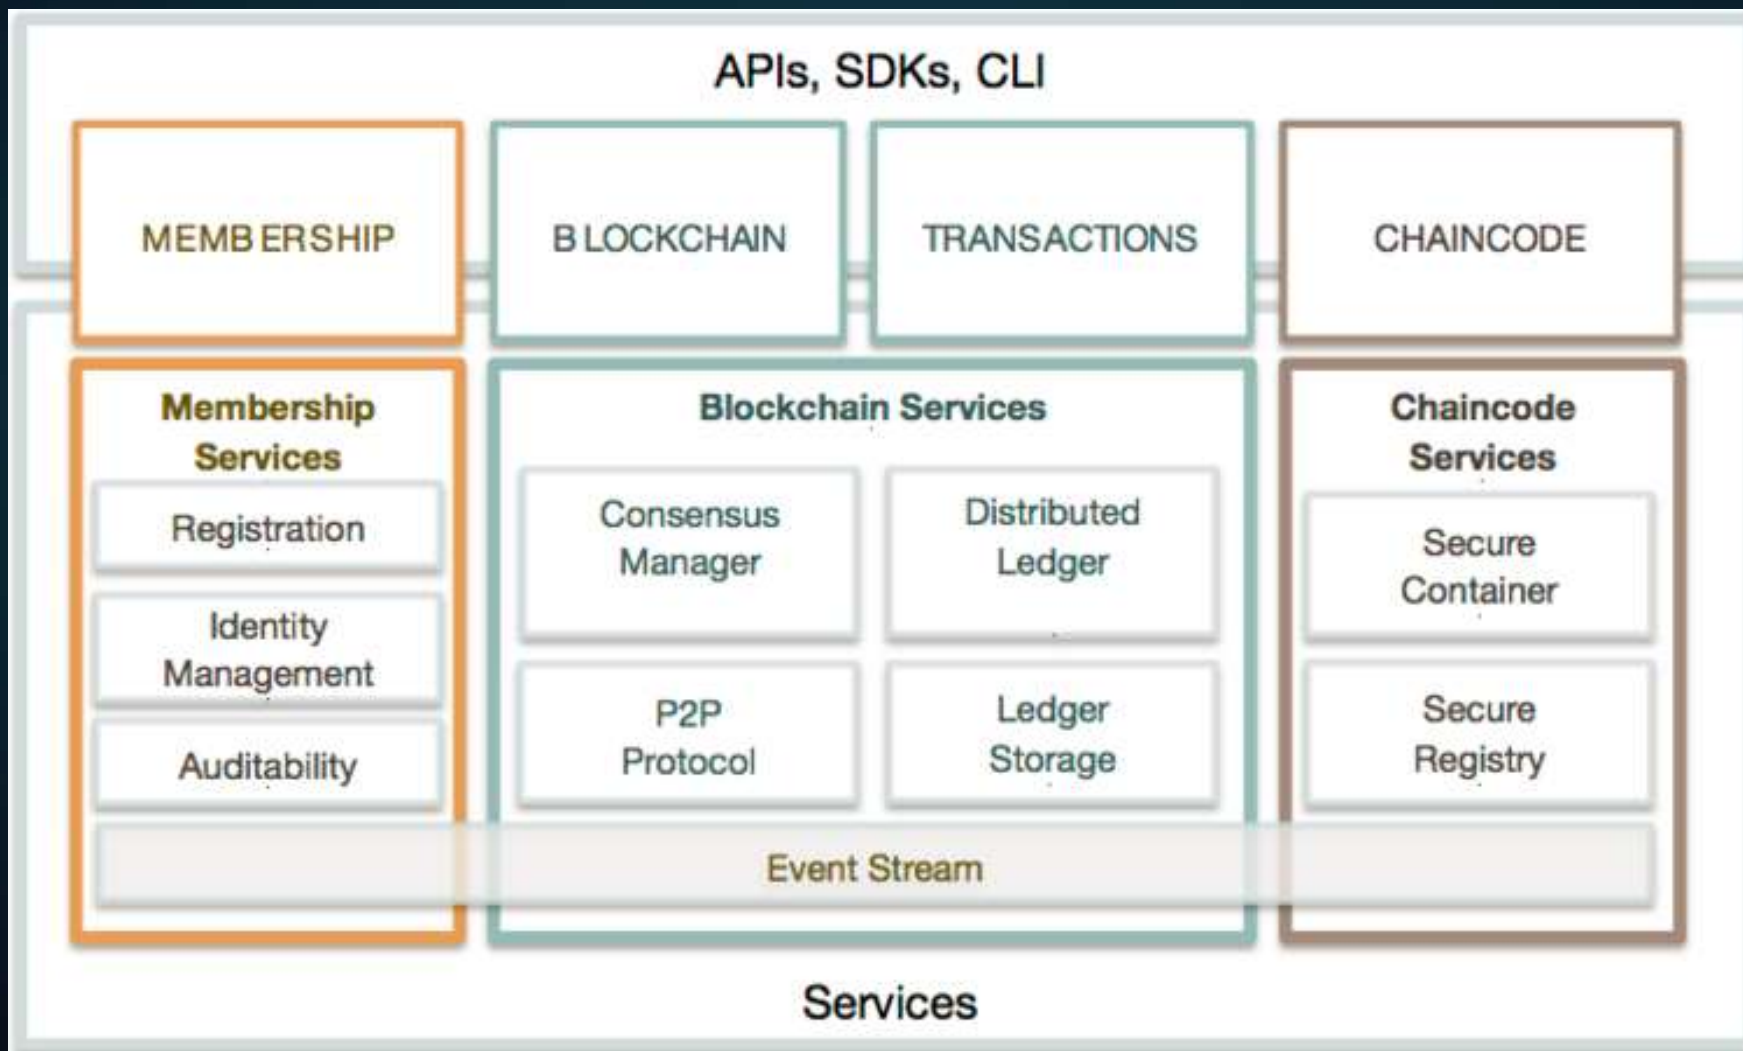 APIs, SDKs, CLI
MEMBERSHIP
BLOCKCHAIN
TRANSACTIONS
CHAINCODE
Membership
Services
Registration
Identity
Management
Auditability
Blockchain Services
Consensus
Manager
Distributed
Ledger
P2P
Protocol
Ledger
Storage
Chaincode
Services
Secure
Container
Secure
Registry
Event Stream
Services